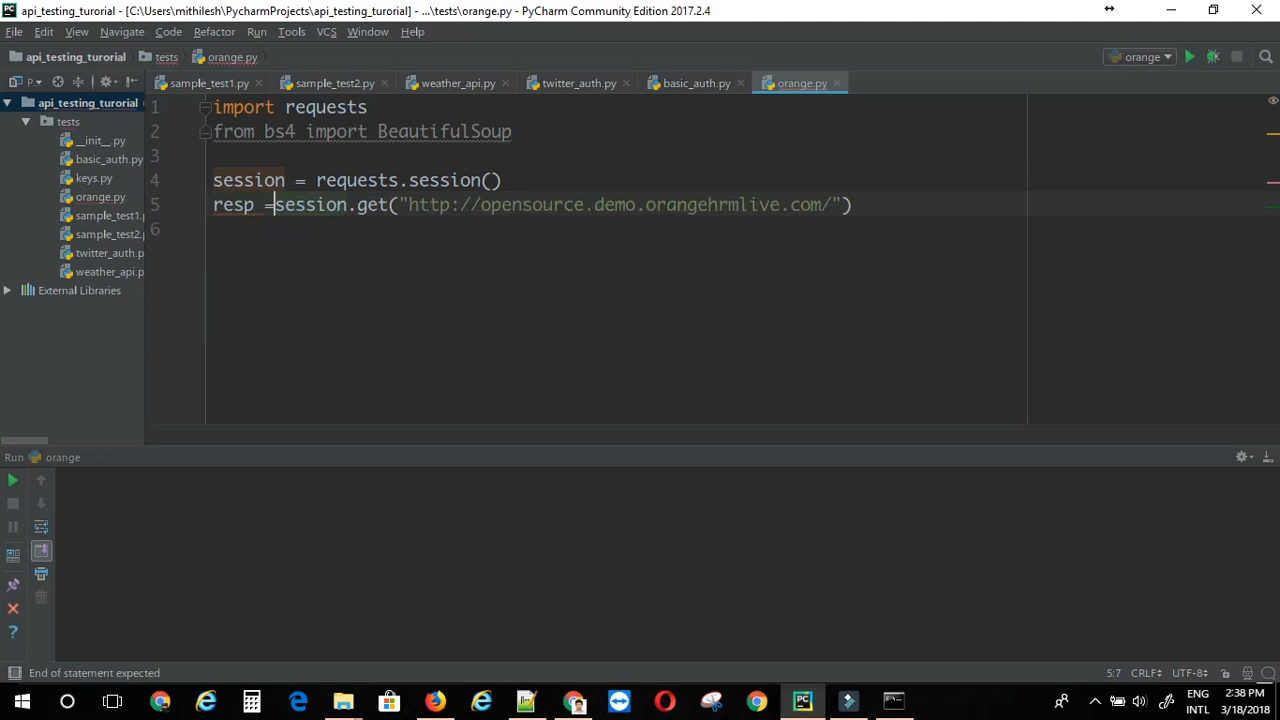 api_testing_turorial - [C:\Users\mithilesh\PycharmProjects\api_testing_turorial] - ...\tests\orange.py - PyCharm Community Edition 2017.2.4
File Edit View Navigate Code Refactor Run Tools VCS Window Help
api_testing_turorial tests orange.py orange
P.. sample_test1.py sample_test2.py weather_api.py twitter_auth.py basic_auth.py orange.py
api_testing_turorial
tests
__init__.py
basic_auth.py
keys.py
orange.py
sample_test1.
sample_test2.
twitter_auth.p
weather_api.p
External Libraries
1 import requests
2 from bs4 import BeautifulSoup
3
4 session = requests.session()
5 resp =session.get("http://opensource.demo.orangehrmlive.com/")
6
Run orange
End of statement expected 5:7 CRLF UTF-8
ENG 2:38 PM
INTL 3/18/2018